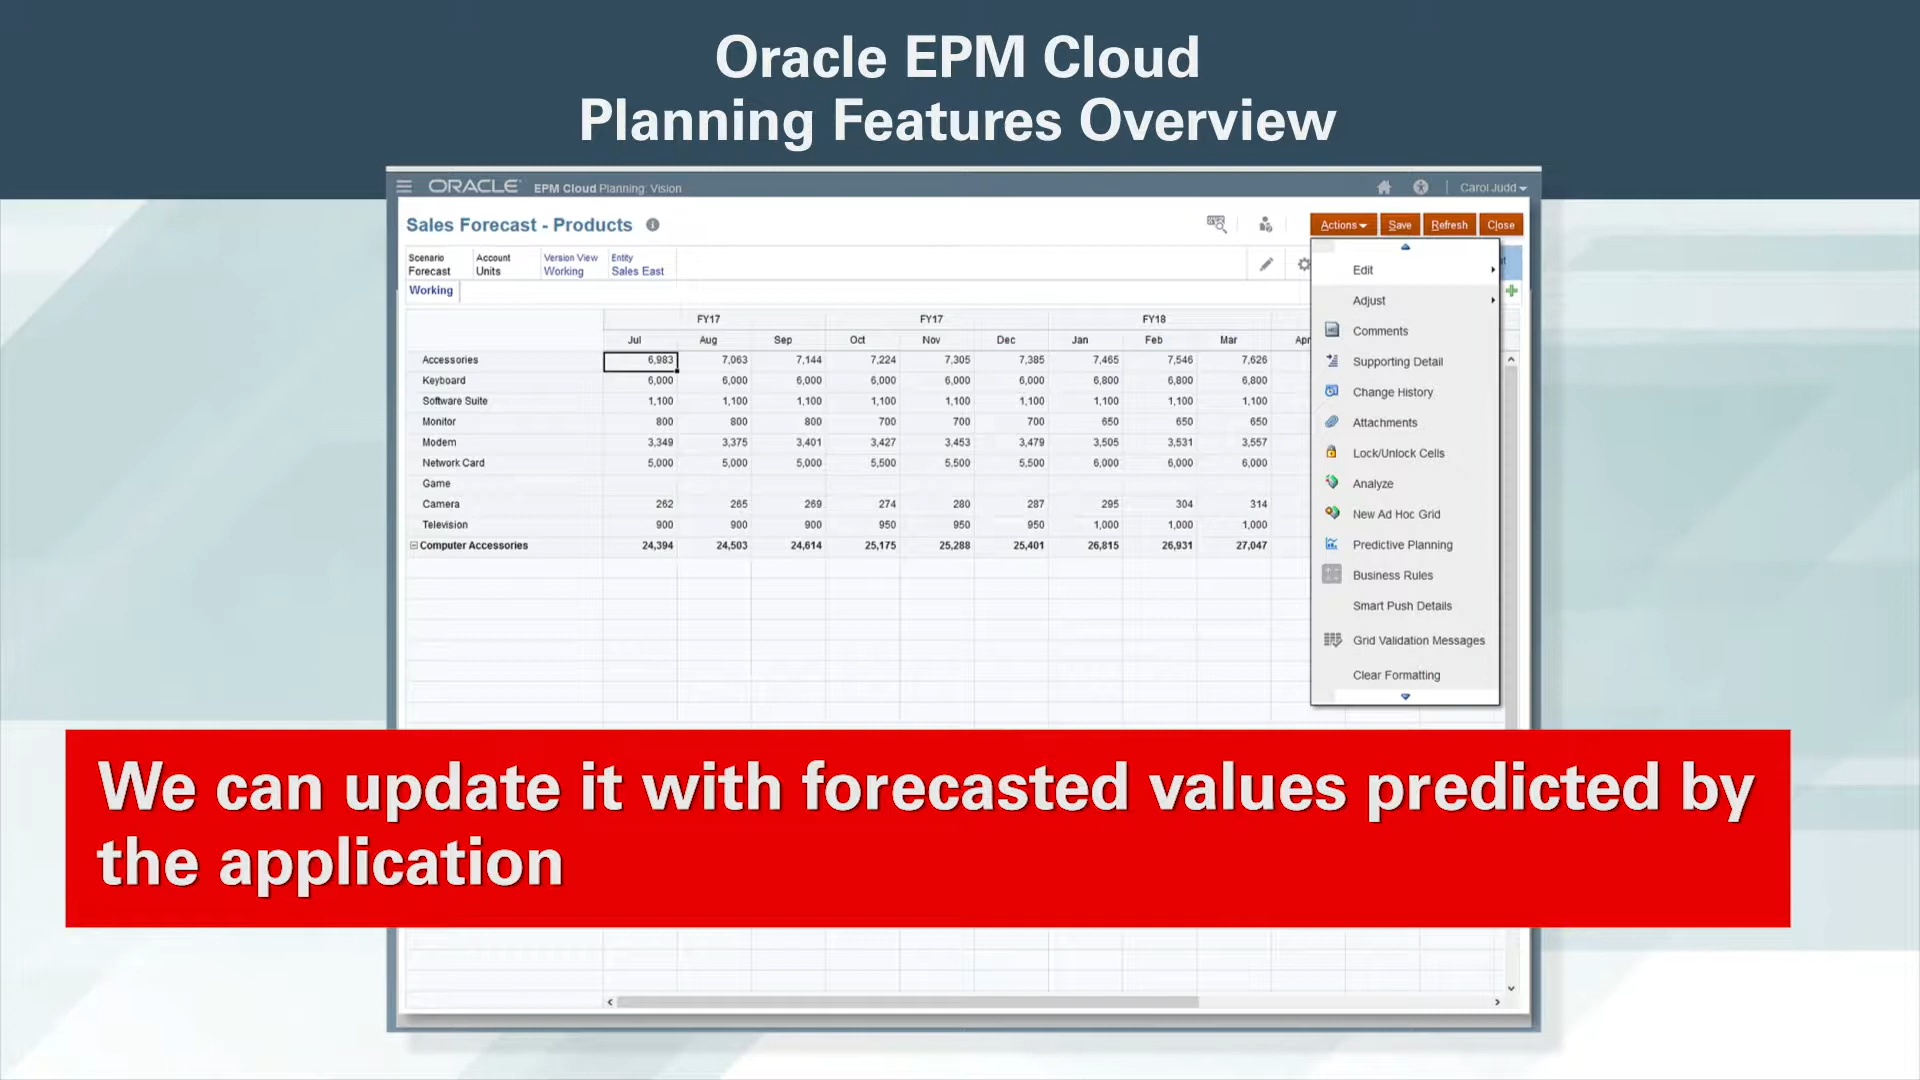 Oracle EPM Cloud
Planning Features Overview
ORACLE EPM Cloud Planning: Vision Carol Judd
Sales Forecast - Products Actions Save Refresh Close
Scenario Account Version View Entity
Forecast Units Working Sales East
Working
FY17 FY17 FY18
Jul Aug Sep Oct Nov Dec Jan Feb Mar Apr
Accessories 6,983 7,063 7,144 7,224 7,305 7,385 7,465 7,546 7,626
Keyboard 6,000 6,000 6,000 6,000 6,000 6,000 6,800 6,800 6,800
Software Suite 1,100 1,100 1,100 1,100 1,100 1,100 1,100 1,100 1,100
Monitor 800 800 800 700 700 700 650 650 650
Modem 3,349 3,375 3,401 3,427 3,453 3,479 3,505 3,531 3,557
Network Card 5,000 5,000 5,000 5,500 5,500 5,500 6,000 6,000 6,000
Game
Camera 262 265 269 274 280 287 295 304 314
Television 900 900 900 950 950 950 1,000 1,000 1,000
Computer Accessories 24,394 24,503 24,614 25,175 25,288 25,401 26,815 26,931 27,047
Edit
Adjust
Comments
Supporting Detail
Change History
Attachments
Lock/Unlock Cells
Analyze
New Ad Hoc Grid
Predictive Planning
Business Rules
Smart Push Details
Grid Validation Messages
Clear Formatting
We can update it with forecasted values predicted by
the application